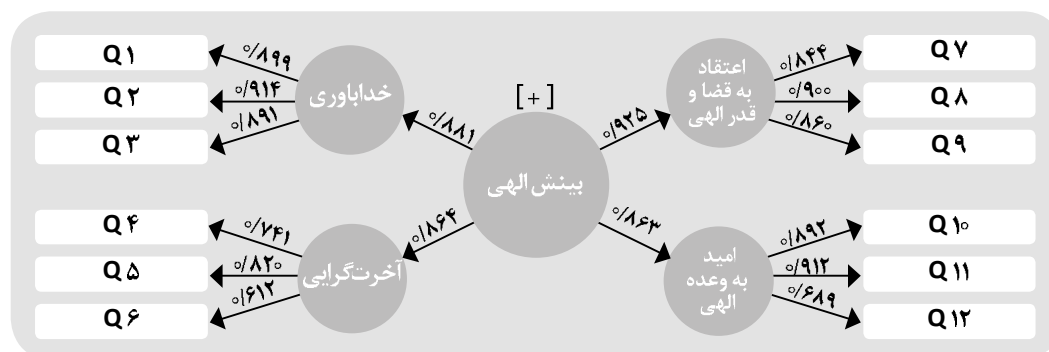 Q۱
Q۲
Q۳
۰/۸۹۹
۰/۹۱۴
۰/۸۹۱
خداباوری
۰/۸۸۱
[+]
بینش الهی
۰/۹۲۵
اعتقاد
به قضا و
قدر الهی
۰/۸۴۴
۰/۹۰۰
۰/۸۶۰
Q۷
Q۸
Q۹
Q۴
Q۵
Q۶
۰/۷۴۱
۰/۸۲۰
۰/۶۱۲
آخرت‌گرایی
۰/۸۶۴
۰/۸۶۳
امید
به وعده
الهی
۰/۸۹۲
۰/۹۱۲
۰/۶۸۹
Q۱۰
Q۱۱
Q۱۲